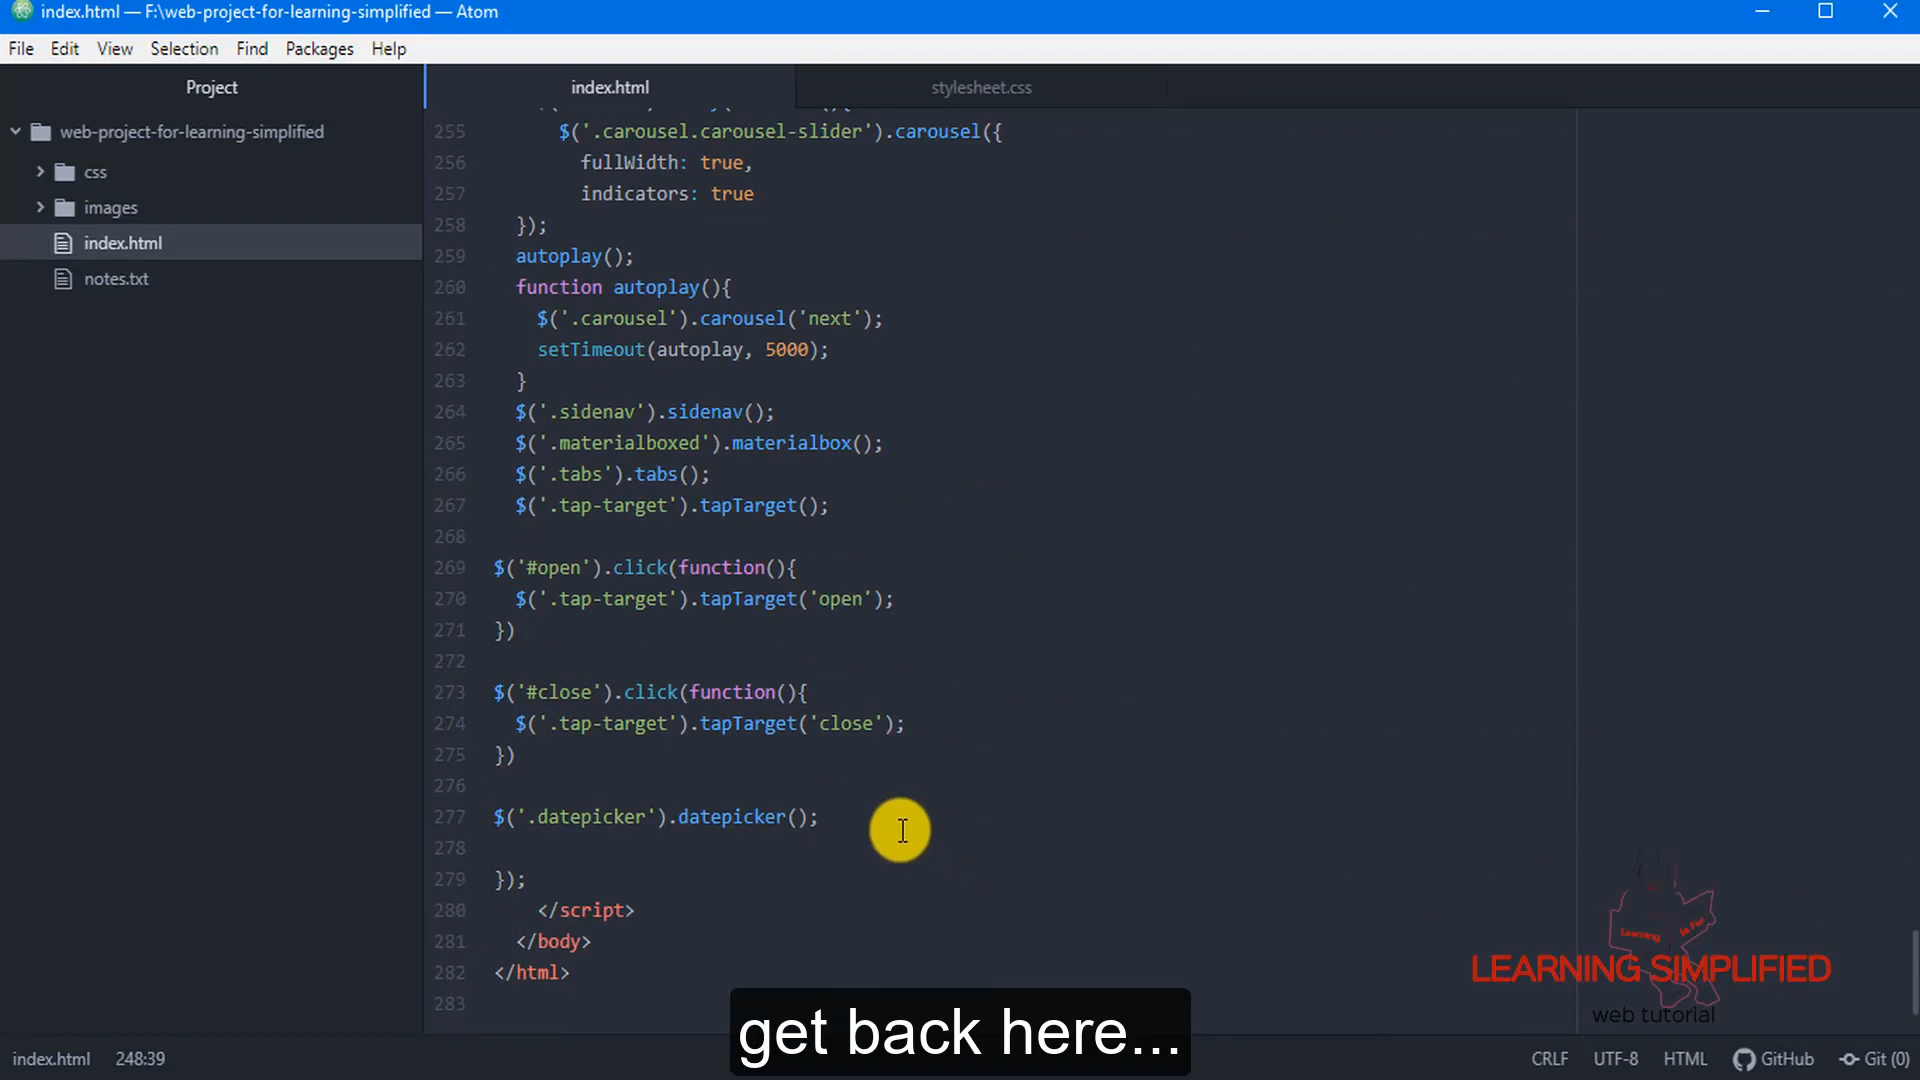 index.html — F:\web-project-for-learning-simplified — Atom
File Edit View Selection Find Packages Help
Project
index.html
stylesheet.css
web-project-for-learning-simplified
css
images
index.html
notes.txt
255 $('.carousel.carousel-slider').carousel({
256 fullWidth: true,
257 indicators: true
258 });
259 autoplay();
260 function autoplay(){
261 $('.carousel').carousel('next');
262 setTimeout(autoplay, 5000);
263 }
264 $('.sidenav').sidenav();
265 $('.materialboxed').materialbox();
266 $('.tabs').tabs();
267 $('.tap-target').tapTarget();
268
269 $('#open').click(function(){
270 $('.tap-target').tapTarget('open');
271 })
272
273 $('#close').click(function(){
274 $('.tap-target').tapTarget('close');
275 })
276
277 $('.datepicker').datepicker();
278
279 });
280 </script>
281 </body>
282 </html>
283
Learning Is Fun
LEARNING SIMPLIFIED
web tutorial
get back here...
index.html 248:39 CRLF UTF-8 HTML GitHub Git (0)